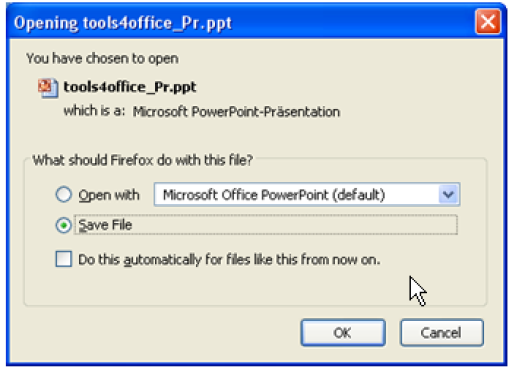 Opening tools4office_Pr.ppt
You have chosen to open
tools4office_Pr.ppt
which is a: Microsoft PowerPoint-Präsentation
What should Firefox do with this file?
Open with Microsoft Office PowerPoint (default)
Save File
Do this automatically for files like this from now on.
OK Cancel